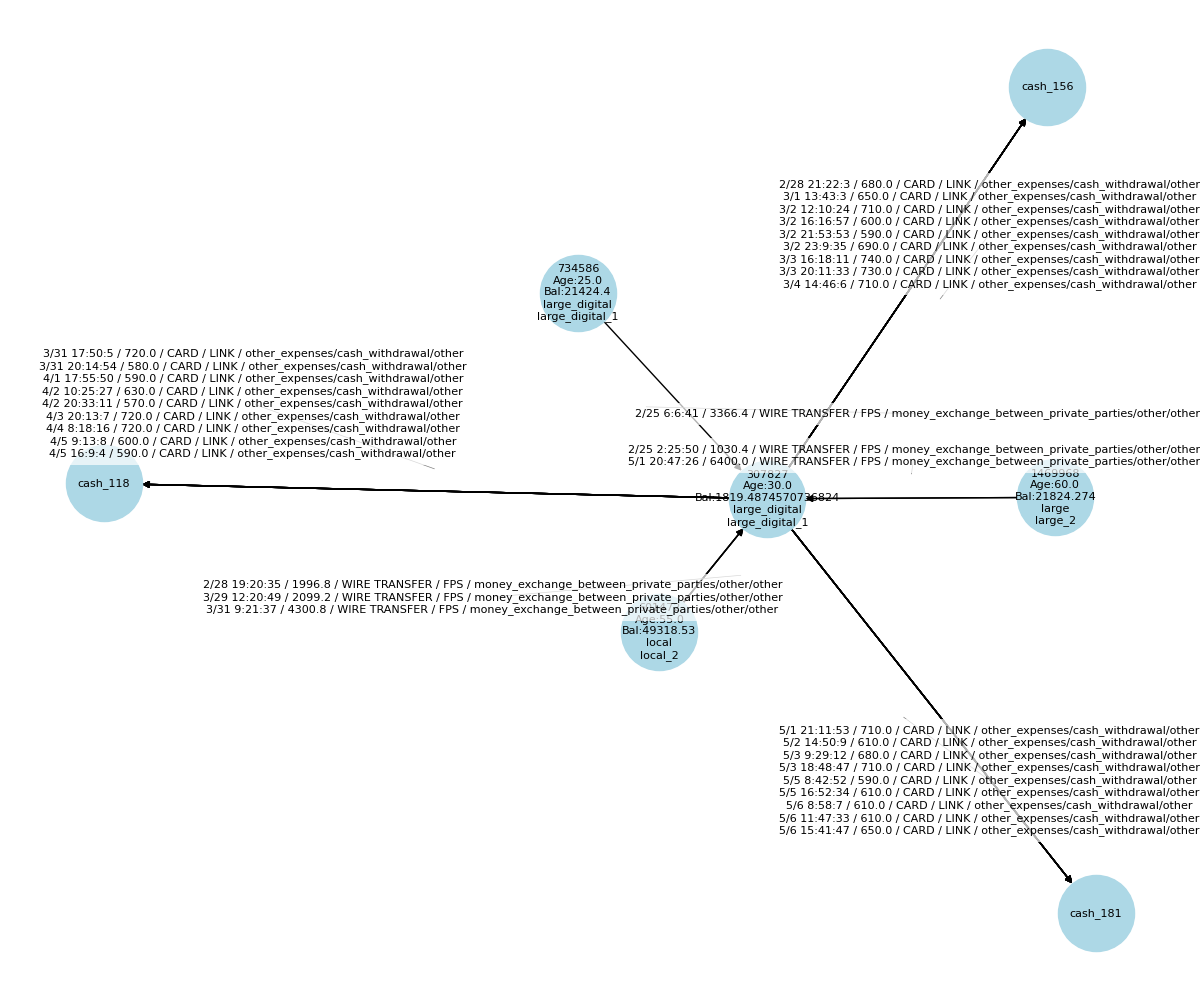 cash_156
2/28 21:22:3 / 680.0 / CARD / LINK / other_expenses/cash_withdrawal/other
3/1 13:43:3 / 650.0 / CARD / LINK / other_expenses/cash_withdrawal/other
3/2 12:10:24 / 710.0 / CARD / LINK / other_expenses/cash_withdrawal/other
3/2 16:16:57 / 600.0 / CARD / LINK / other_expenses/cash_withdrawal/other
3/2 21:53:53 / 590.0 / CARD / LINK / other_expenses/cash_withdrawal/other
3/2 23:9:35 / 690.0 / CARD / LINK / other_expenses/cash_withdrawal/other
3/3 16:18:11 / 740.0 / CARD / LINK / other_expenses/cash_withdrawal/other
3/3 20:11:33 / 730.0 / CARD / LINK / other_expenses/cash_withdrawal/other
3/4 14:46:6 / 710.0 / CARD / LINK / other_expenses/cash_withdrawal/other
734586
Age:25.0
Bal:21424.4
large_digital
large_digital_1
3/31 17:50:5 / 720.0 / CARD / LINK / other_expenses/cash_withdrawal/other
3/31 20:14:54 / 580.0 / CARD / LINK / other_expenses/cash_withdrawal/other
4/1 17:55:50 / 590.0 / CARD / LINK / other_expenses/cash_withdrawal/other
4/2 10:25:27 / 630.0 / CARD / LINK / other_expenses/cash_withdrawal/other
4/2 20:33:11 / 570.0 / CARD / LINK / other_expenses/cash_withdrawal/other
4/3 20:13:7 / 720.0 / CARD / LINK / other_expenses/cash_withdrawal/other
4/4 8:18:16 / 720.0 / CARD / LINK / other_expenses/cash_withdrawal/other
4/5 9:13:8 / 600.0 / CARD / LINK / other_expenses/cash_withdrawal/other
4/5 16:9:4 / 590.0 / CARD / LINK / other_expenses/cash_withdrawal/other
cash_118
2/25 6:6:41 / 3366.4 / WIRE TRANSFER / FPS / money_exchange_between_private_parties/other/other
2/25 2:25:50 / 1030.4 / WIRE TRANSFER / FPS / money_exchange_between_private_parties/other/other
5/1 20:47:26 / 6400.0 / WIRE TRANSFER / FPS / money_exchange_between_private_parties/other/other
307827
Age:30.0
large_digital
large_digital_1
1469968
Age:60.0
Bal:21824.274
large
large_2
2/28 19:20:35 / 1996.8 / WIRE TRANSFER / FPS / money_exchange_between_private_parties/other/other
3/29 12:20:49 / 2099.2 / WIRE TRANSFER / FPS / money_exchange_between_private_parties/other/other
3/31 9:21:37 / 4300.8 / WIRE TRANSFER / FPS / money_exchange_between_private_parties/other/other
Age:55.0
Bal:49318.53
local
local_2
5/1 21:11:53 / 710.0 / CARD / LINK / other_expenses/cash_withdrawal/other
5/2 14:50:9 / 610.0 / CARD / LINK / other_expenses/cash_withdrawal/other
5/3 9:29:12 / 680.0 / CARD / LINK / other_expenses/cash_withdrawal/other
5/3 18:48:47 / 710.0 / CARD / LINK / other_expenses/cash_withdrawal/other
5/5 8:42:52 / 590.0 / CARD / LINK / other_expenses/cash_withdrawal/other
5/5 16:52:34 / 610.0 / CARD / LINK / other_expenses/cash_withdrawal/other
5/6 8:58:7 / 610.0 / CARD / LINK / other_expenses/cash_withdrawal/other
5/6 11:47:33 / 610.0 / CARD / LINK / other_expenses/cash_withdrawal/other
5/6 15:41:47 / 650.0 / CARD / LINK / other_expenses/cash_withdrawal/other
cash_181